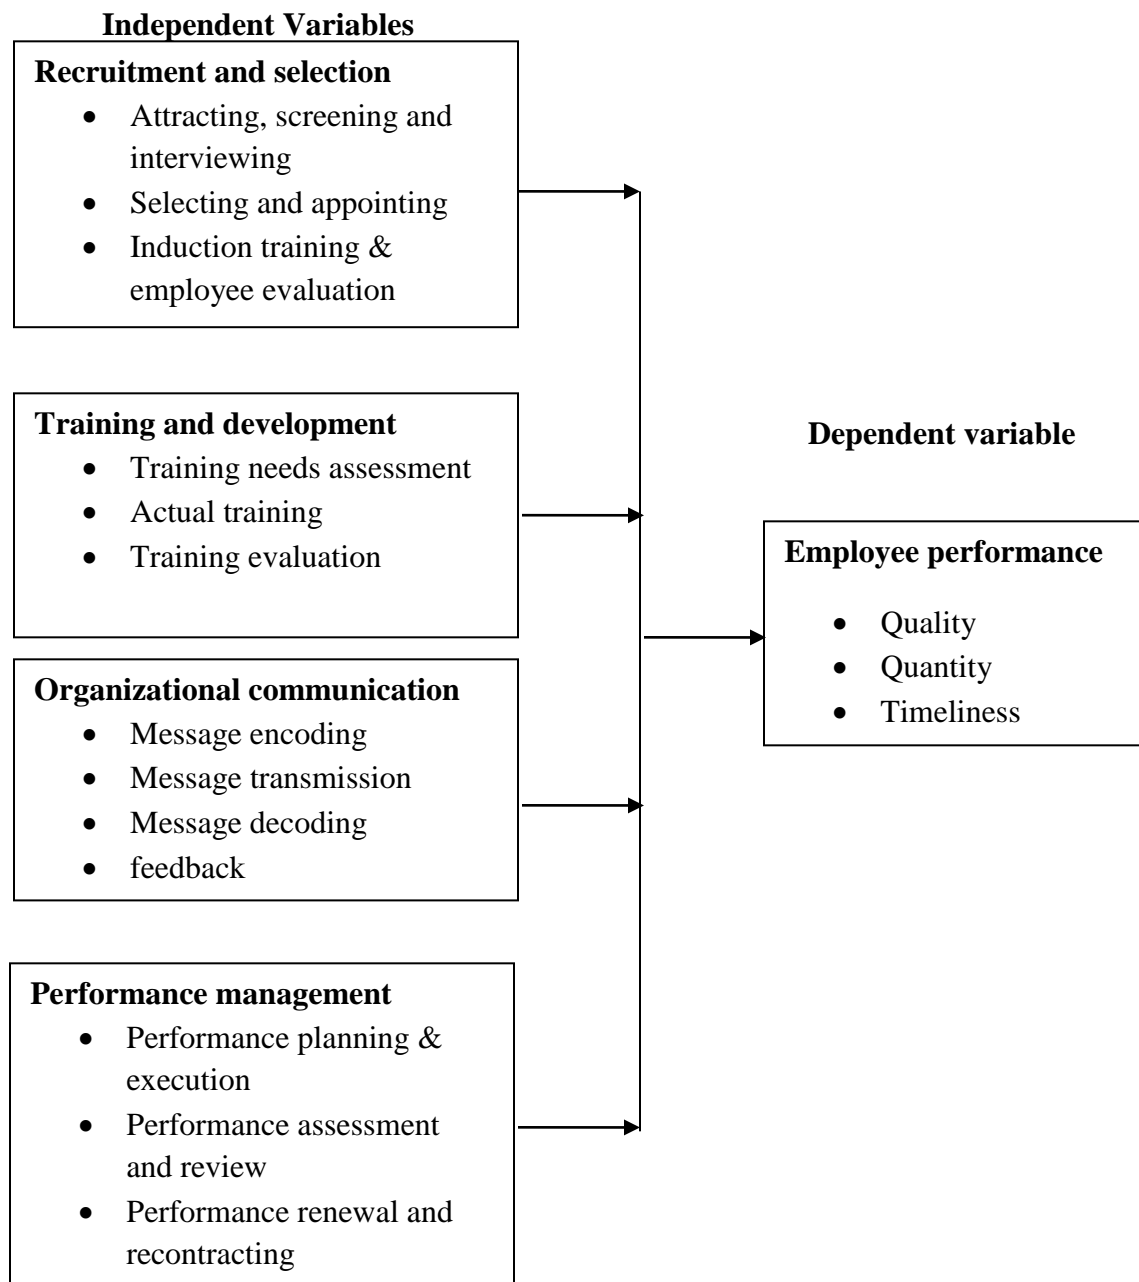 Independent Variables
Recruitment and selection
• Attracting, screening and
interviewing
• Selecting and appointing
• Induction training &
employee evaluation
Training and development
• Training needs assessment
• Actual training
• Training evaluation
Organizational communication
• Message encoding
• Message transmission
• Message decoding
• feedback
Performance management
• Performance planning &
execution
• Performance assessment
and review
• Performance renewal and
recontracting
Dependent variable
Employee performance
• Quality
• Quantity
• Timeliness